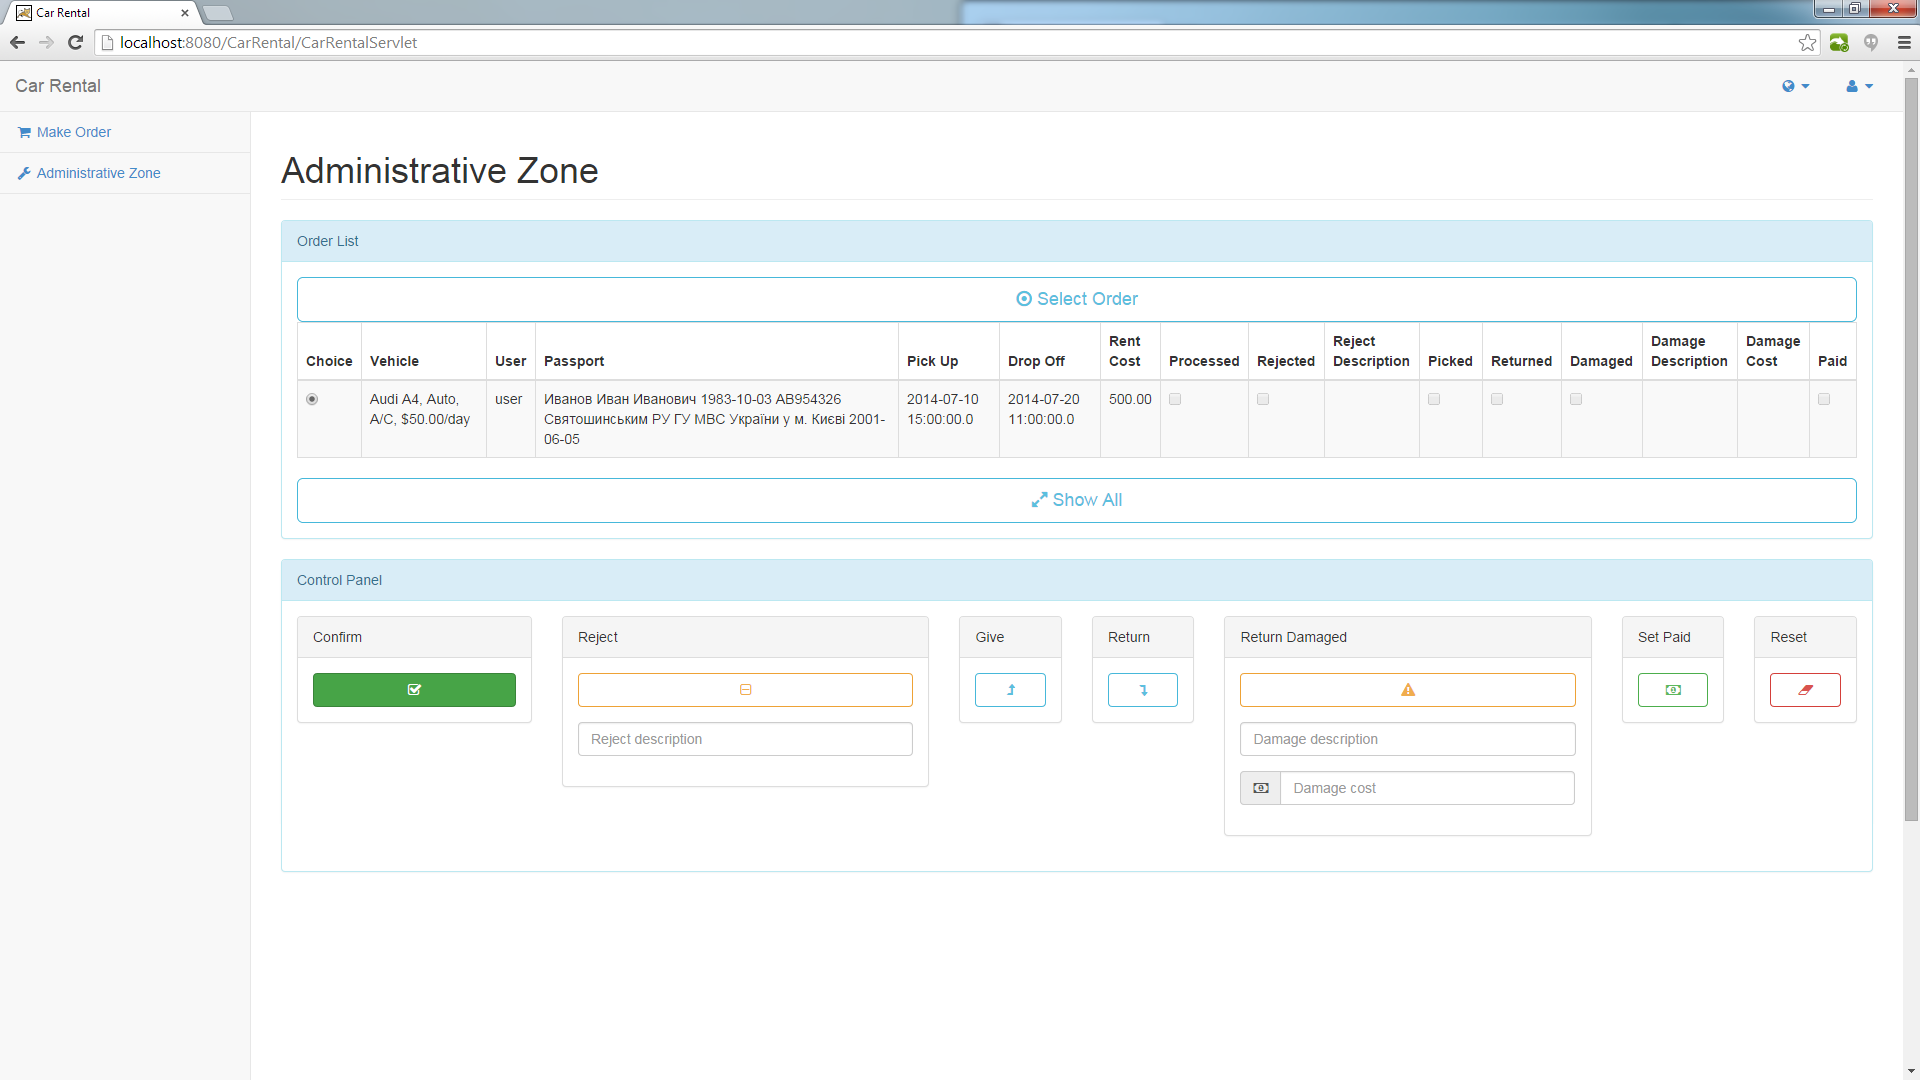 Car Rental
localhost:8080/CarRental/CarRentalServlet
Car Rental
Make Order
Administrative Zone
Administrative Zone
Order List
Select Order
Choice Vehicle User Passport Pick Up Drop Off Rent Cost Processed Rejected Reject Description Picked Returned Damaged Damage Description Damage Cost Paid
Audi A4, Auto, user Иванов Иван Иванович 1983-10-03 АВ954326 2014-07-10 2014-07-20 500.00
A/C, $50.00/day Святошинським РУ ГУ МВС України у м. Києві 2001- 15:00:00.0 11:00:00.0
06-05
Show All
Control Panel
Confirm Reject Give Return Return Damaged Set Paid Reset
Reject description Damage description
Damage cost